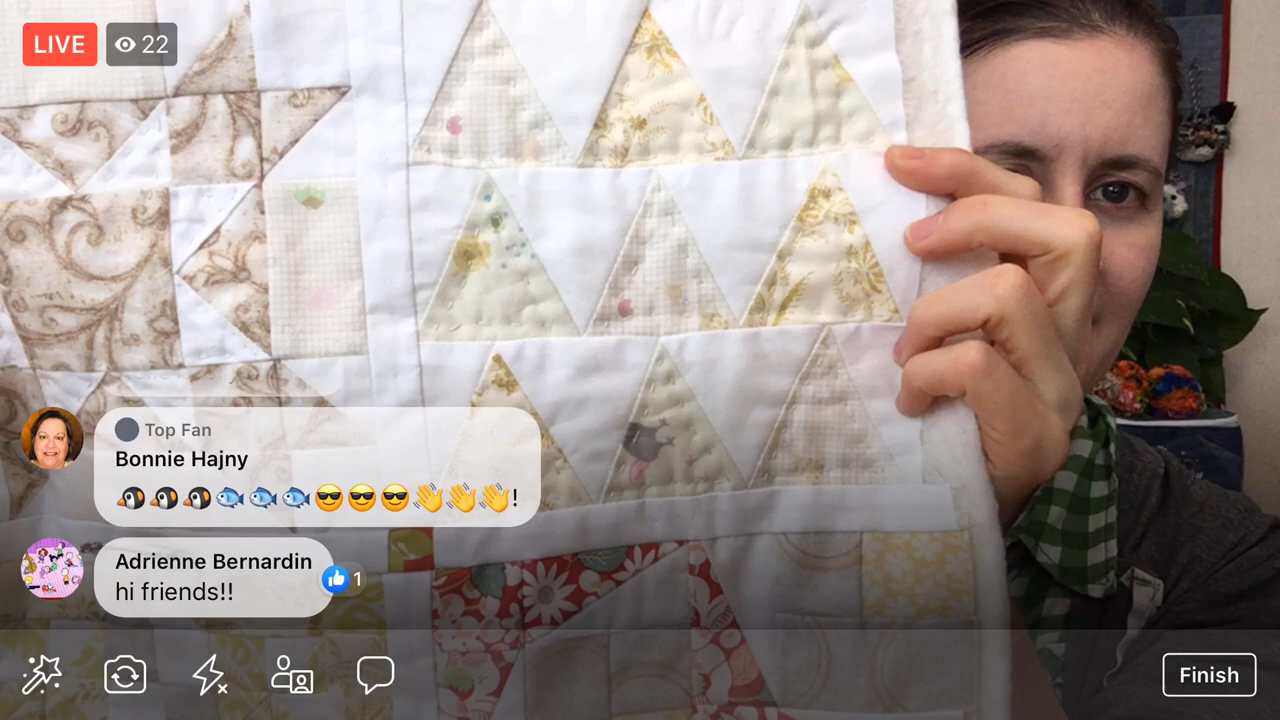 LIVE 22
Top Fan
Bonnie Hajny
🐧🐧🐧🐟🐟🐟😎😎😎👋👋👋!
Adrienne Bernardin
hi friends!! 1
Finish